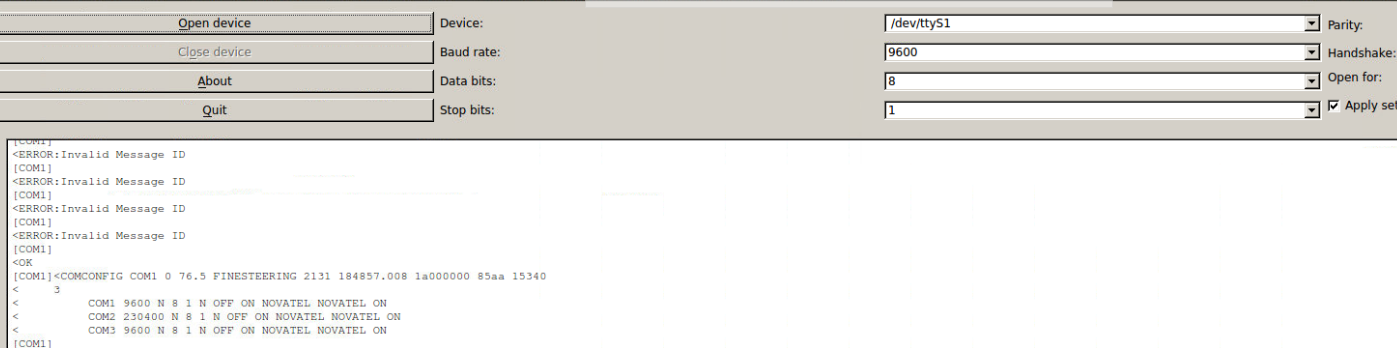 Open device
Device:
/dev/ttyS1
Parity:
Close device
Baud rate:
9600
Handshake:
About
Data bits:
8
Open for:
Quit
Stop bits:
1
Apply set
[COM1]
<ERROR:Invalid Message ID
[COM1]
<ERROR:Invalid Message ID
[COM1]
<ERROR:Invalid Message ID
[COM1]
<ERROR:Invalid Message ID
[COM1]
<OK
[COM1]<COMCONFIG COM1 0 76.5 FINESTEERING 2131 184857.008 1a000000 85aa 15340
< 3
< COM1 9600 N 8 1 N OFF ON NOVATEL NOVATEL ON
< COM2 230400 N 8 1 N OFF ON NOVATEL NOVATEL ON
< COM3 9600 N 8 1 N OFF ON NOVATEL NOVATEL ON
[COM1]